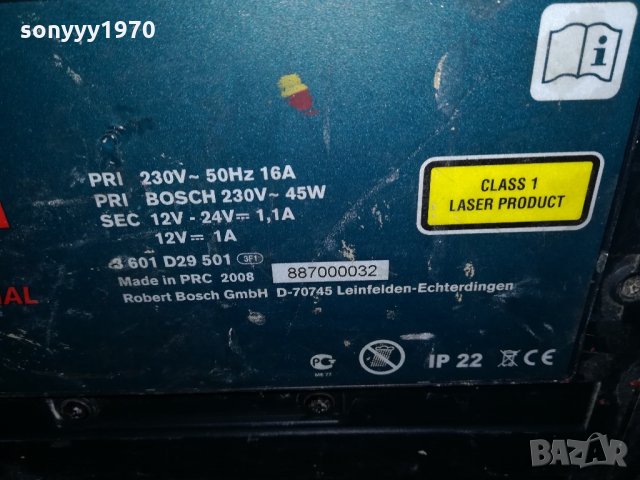 sonyyy1970
PRI 230V~ 50Hz 16A
PRI BOSCH 230V~ 45W
SEC 12V - 24V⎓ 1,1A
12V⎓ 1A
3 601 D29 501 3F1
887000032
Made in PRC 2008
Robert Bosch GmbH D-70745 Leinfelden-Echterdingen
CLASS 1
LASER PRODUCT
IP 22
CE
BAZAR